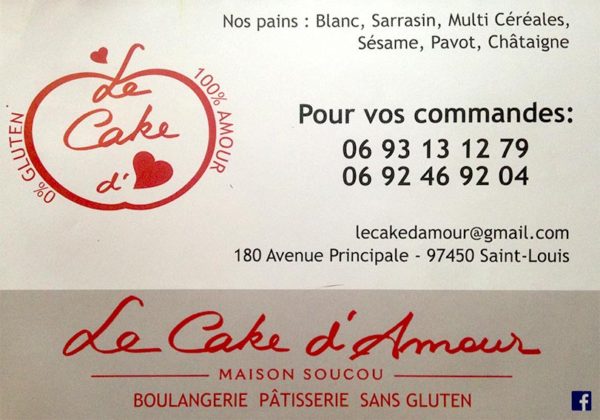 Nos pains : Blanc, Sarrasin, Multi Céréales,
Sésame, Pavot, Châtaigne
Le
Cake
d'
0% GLUTEN
100% AMOUR
Pour vos commandes:
06 93 13 12 79
06 92 46 92 04
lecakedamour@gmail.com
180 Avenue Principale - 97450 Saint-Louis
Le Cake d'Amour
MAISON SOUCOU
BOULANGERIE PÂTISSERIE SANS GLUTEN
f